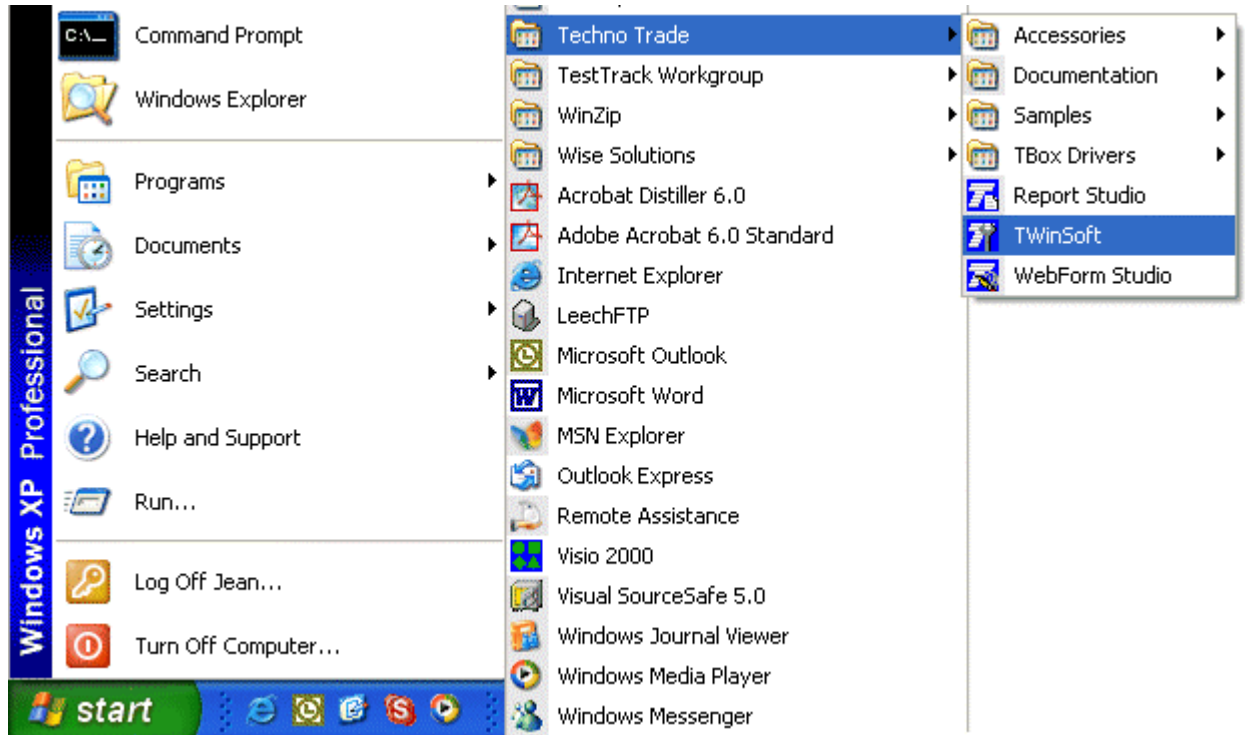 C:\_
Command Prompt
Windows Explorer
Programs
Documents
Settings
Search
Help and Support
Run...
Log Off Jean...
Turn Off Computer...
Windows XP Professional
start
Techno Trade
TestTrack Workgroup
WinZip
Wise Solutions
Acrobat Distiller 6.0
Adobe Acrobat 6.0 Standard
Internet Explorer
LeechFTP
Microsoft Outlook
Microsoft Word
MSN Explorer
Outlook Express
Remote Assistance
Visio 2000
Visual SourceSafe 5.0
Windows Journal Viewer
Windows Media Player
Windows Messenger
Accessories
Documentation
Samples
TBox Drivers
Report Studio
TWinSoft
WebForm Studio